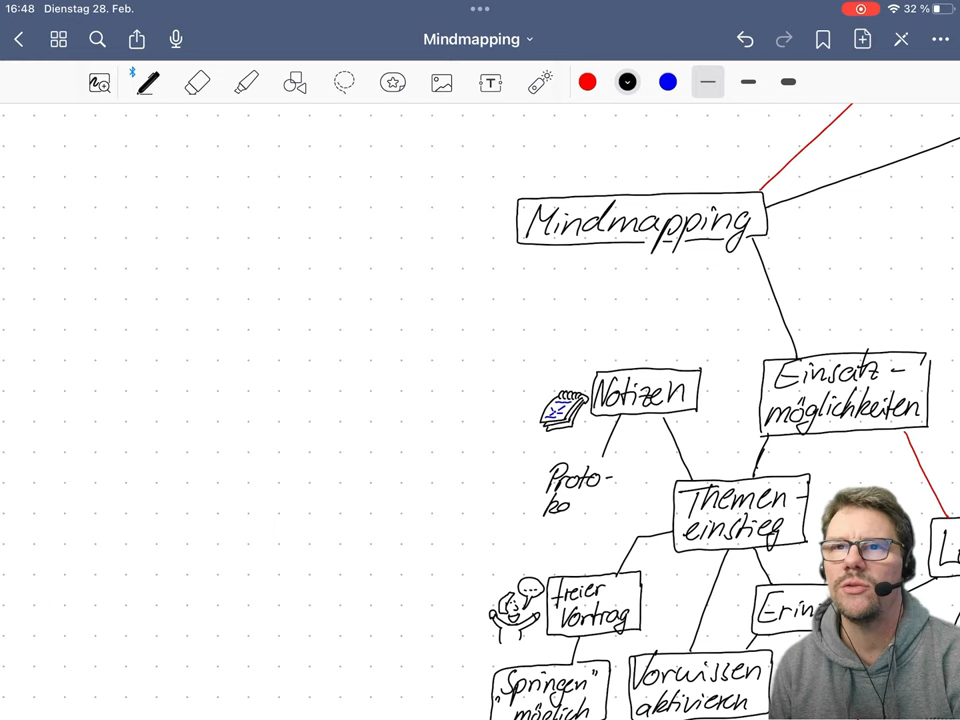 16:48 Dienstag 28. Feb.
32 %
Mindmapping
T
Mindmapping
Einsatz-
möglichkeiten
Notizen
Proto-
ko
Themen-
einstieg
freier
Vortrag
Erin
"Springen"
möglich
Vorwissen
aktivieren